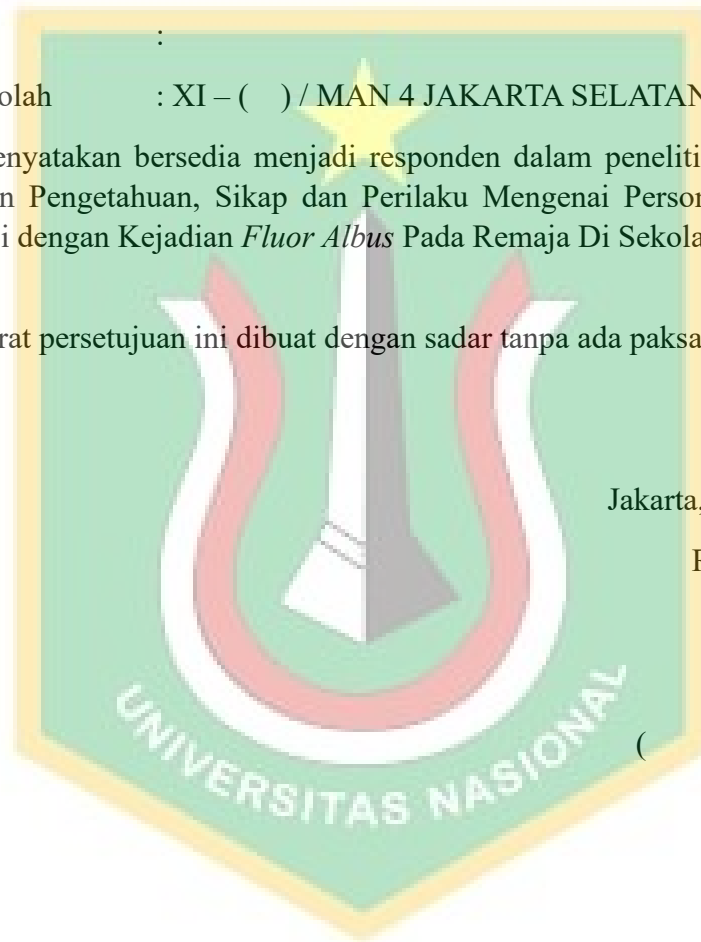 :
olah : XI – ( ) / MAN 4 JAKARTA SELATAN
enyatakan bersedia menjadi responden dalam peneliti
n Pengetahuan, Sikap dan Perilaku Mengenai Person
i dengan Kejadian Fluor Albus Pada Remaja Di Sekola
rat persetujuan ini dibuat dengan sadar tanpa ada paksa
Jakarta,
(
UNIVERSITAS NASIONAL